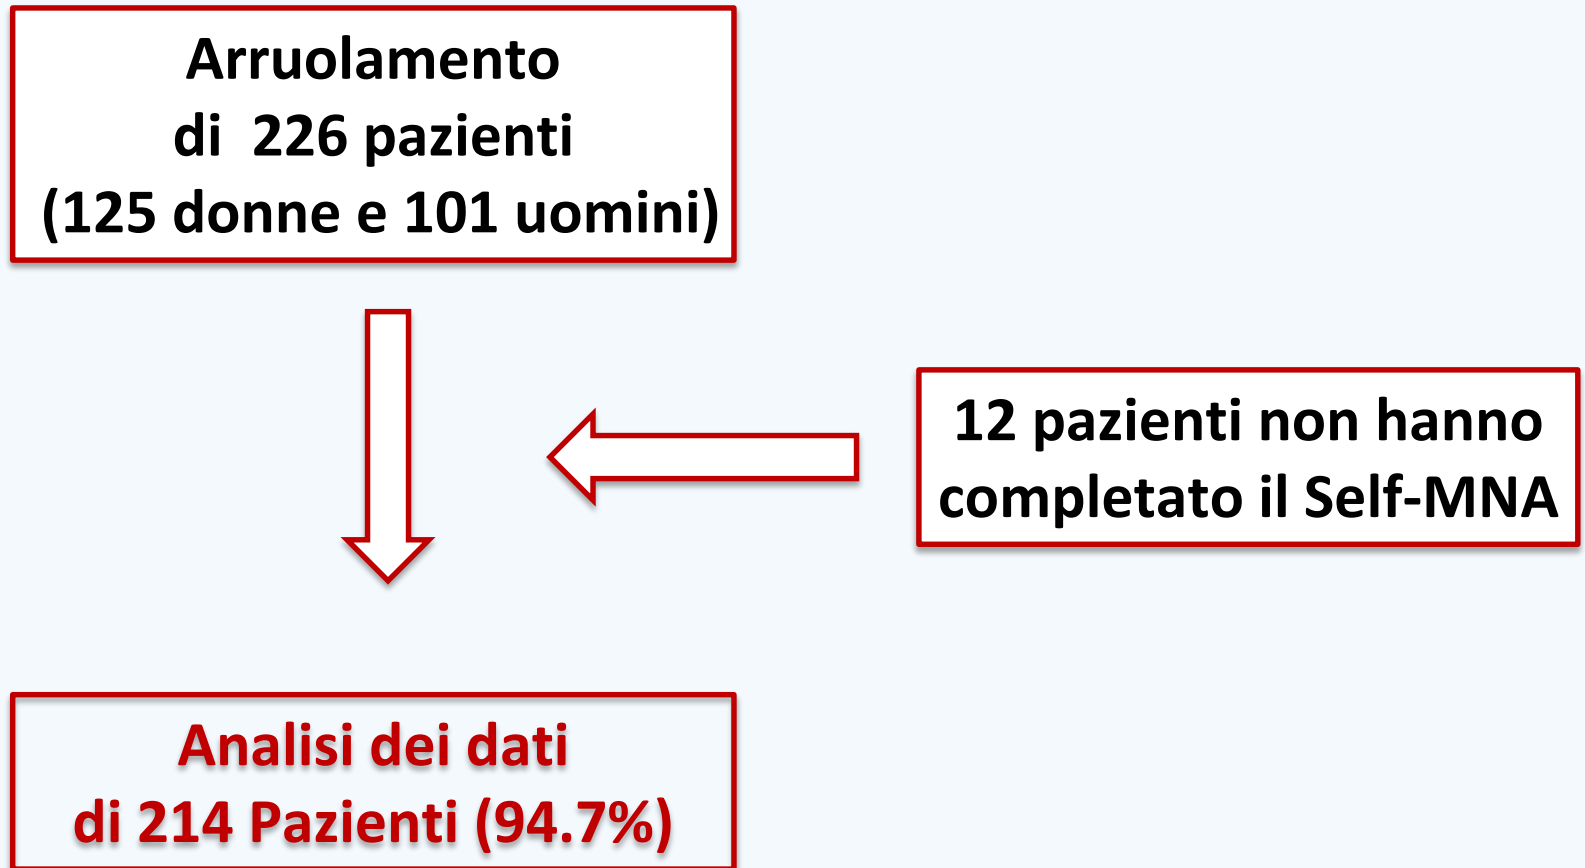 Arruolamento
di 226 pazienti
(125 donne e 101 uomini)
12 pazienti non hanno
completato il Self-MNA
Analisi dei dati
di 214 Pazienti (94.7%)